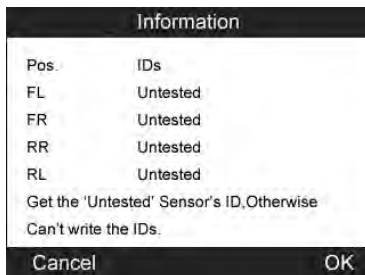 Information
Pos. IDs
FL Untested
FR Untested
RR Untested
RL Untested
Get the 'Untested' Sensor's ID,Otherwise
Can't write the IDs.
Cancel OK